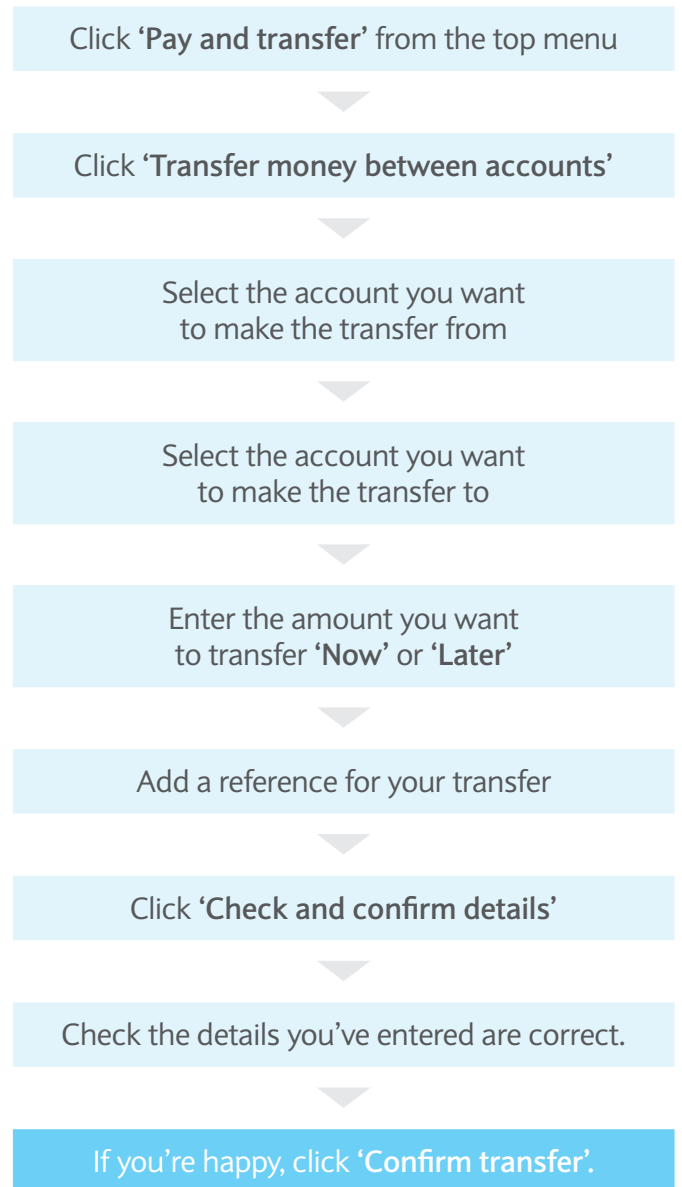 Click ‘Pay and transfer’ from the top menu
Click ‘Transfer money between accounts’
Select the account you want
to make the transfer from
Select the account you want
to make the transfer to
Enter the amount you want
to transfer ‘Now’ or ‘Later’
Add a reference for your transfer
Click ‘Check and confirm details’
Check the details you’ve entered are correct.
If you’re happy, click ‘Confirm transfer’.